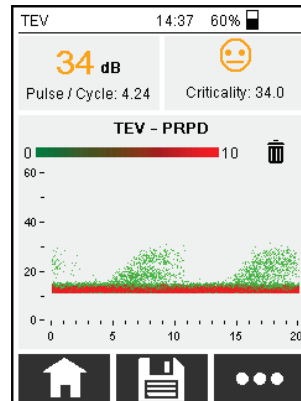 TEV 14:37 60%
34 dB
Pulse / Cycle: 4.24
Criticality: 34.0
TEV - PRPD
0 10
60
40
20
0
0 5 10 15 20